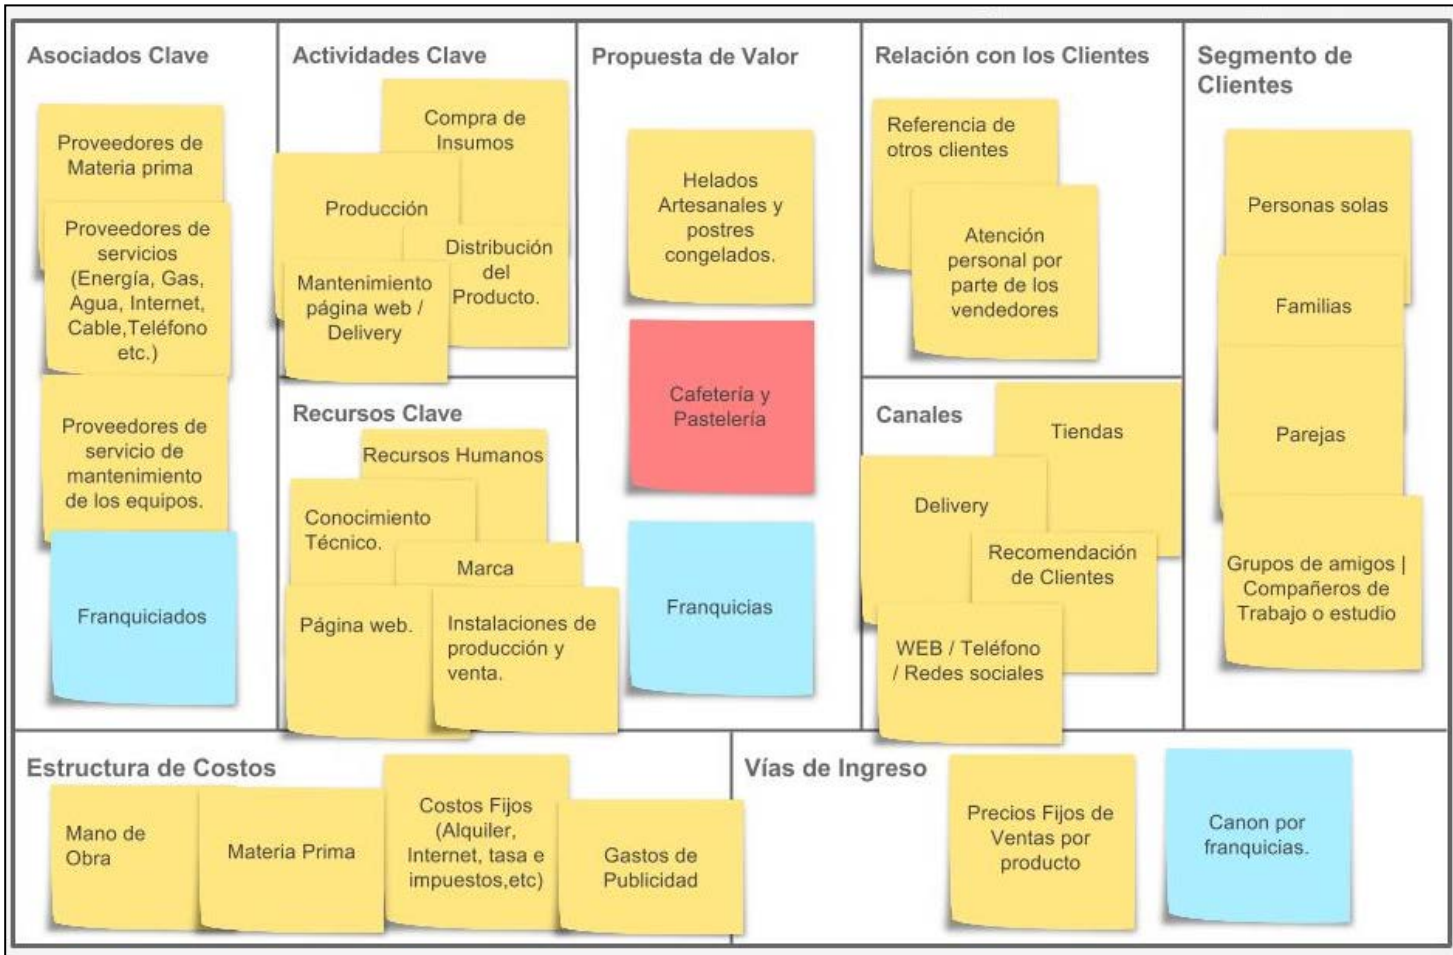 Asociados Clave
Proveedores de
Materia prima
Proveedores de
servicios
(Energía, Gas,
Agua, Internet,
Cable,Teléfono
etc.)
Proveedores de
servicio de
mantenimiento
de los equipos.
Franquiciados
Actividades Clave
Compra de
Insumos
Producción
Distribución
del
Producto.
Mantenimiento
página web /
Delivery
Recursos Clave
Recursos Humanos
Conocimiento
Técnico.
Marca
Página web.
Instalaciones de
producción y
venta.
Propuesta de Valor
Helados
Artesanales y
postres
congelados.
Cafetería y
Pastelería
Franquicias
Relación con los Clientes
Referencia de
otros clientes
Atención
personal por
parte de los
vendedores
Canales
Tiendas
Delivery
Recomendación
de Clientes
WEB / Teléfono
/ Redes sociales
Segmento de
Clientes
Personas solas
Familias
Parejas
Grupos de amigos |
Compañeros de
Trabajo o estudio
Estructura de Costos
Mano de
Obra
Materia Prima
Costos Fijos
(Alquiler,
Internet, tasa e
impuestos,etc)
Gastos de
Publicidad
Vías de Ingreso
Precios Fijos de
Ventas por
producto
Canon por
franquicias.